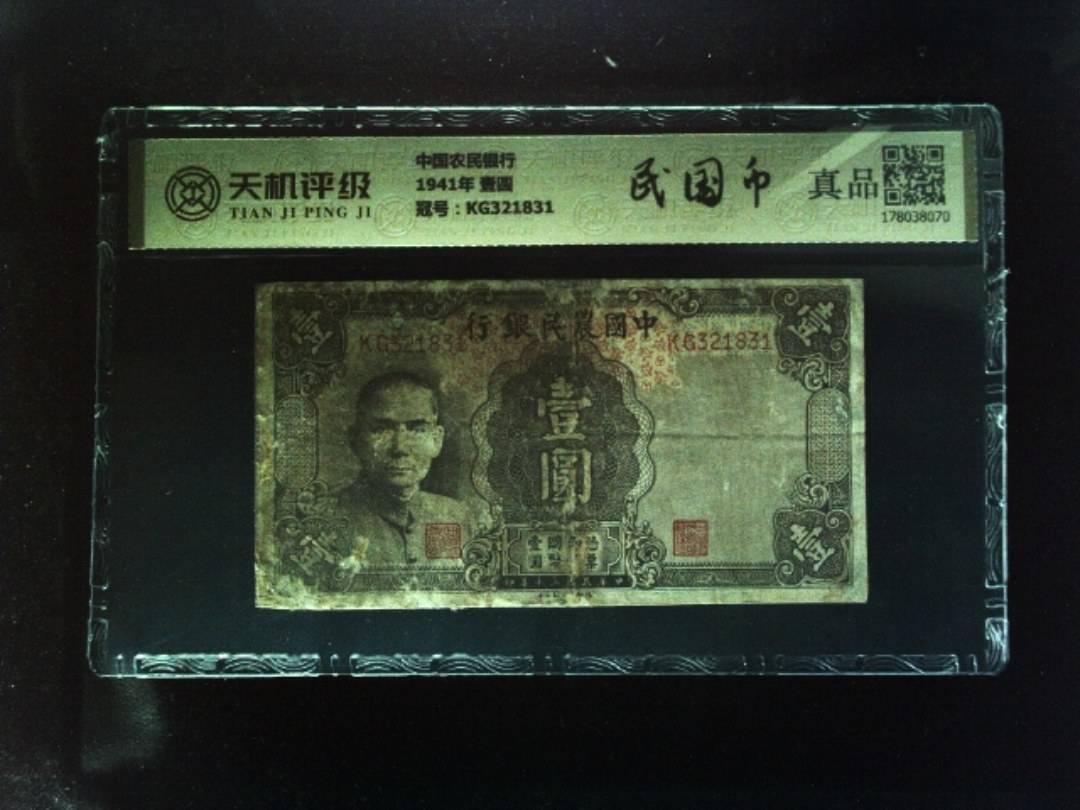 天机评级
TIAN JI PING JI
中国农民银行
1941年 壹圆
冠号：KG321831
民国币
真品
178038070
行銀民農國中
KG321831
KG321831
壹
壹
壹圓
壹
壹